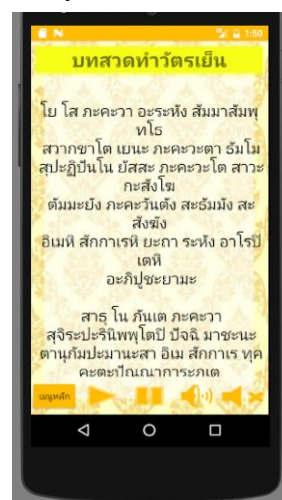 1:50
บทสวดทำวัตรเย็น
โย โส ภะคะวา อะระหัง สัมมาสัมพุ
ทโธ
สวากขาโต เยนะ ภะคะวะตา ธัมโม
สุปะฏิปันโน ยัสสะ ภะคะวะโต สาวะ
กะสังโฆ
ตัมมะยัง ภะคะวันตัง สะธัมมัง สะ
สังฆัง
อิเมหิ สักกาเรหิ ยะถา ระหัง อาโรปิ
เตหิ
อะภิปูชะยามะ
สาธุ โน ภันเต ภะคะวา
สุจิระปะรินิพพุโตปิ ปัจฉิ มาชะนะ
ตานุกัมปะมานะสา อิเม สักกาเร ทุค
คะตะปัณณาการะภูเต
เมนูหลัก